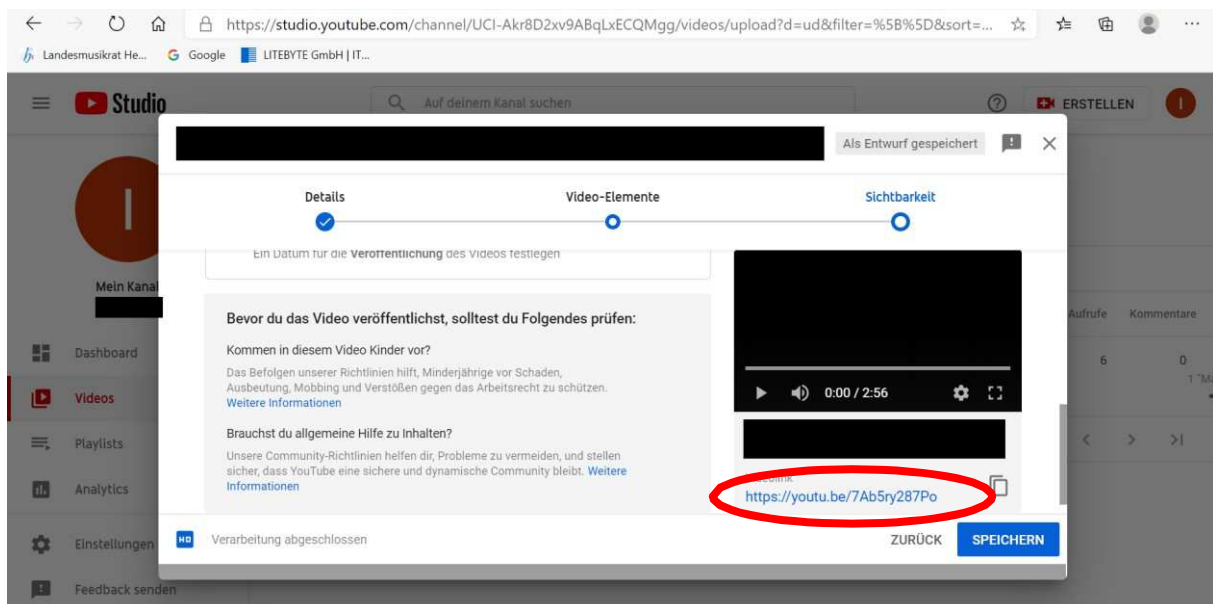 https://studio.youtube.com/channel/UCI-Akr8D2xv9ABqLxECQMgg/videos/upload?d=ud&filter=%5B%5D&sort=...
Landesmusikrat He...
Google
LITEBYTE GmbH | IT...
Studio
Auf deinem Kanal suchen
ERSTELLEN
I
Als Entwurf gespeichert
Details
Video-Elemente
Sichtbarkeit
I
Mein Kanal
Ein Datum für die Veröffentlichung des Videos festlegen
Bevor du das Video veröffentlichst, solltest du Folgendes prüfen:
Kommen in diesem Video Kinder vor?
Das Befolgen unserer Richtlinien hilft, Minderjährige vor Schaden,
Ausbeutung, Mobbing und Verstößen gegen das Arbeitsrecht zu schützen.
Weitere Informationen
Brauchst du allgemeine Hilfe zu Inhalten?
Unsere Community-Richtlinien helfen dir, Probleme zu vermeiden, und stellen
sicher, dass YouTube eine sichere und dynamische Community bleibt. Weitere
Informationen
0:00 / 2:56
https://youtu.be/7Ab5ry287Po
Aufrufe
Kommentare
6
0
Dashboard
Videos
Playlists
Analytics
Einstellungen
Feedback senden
HD
Verarbeitung abgeschlossen
ZURÜCK
SPEICHERN